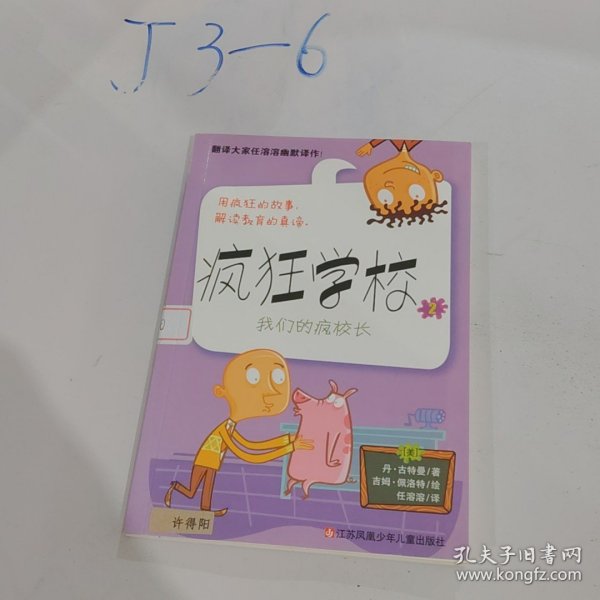 J 3—6
翻译大家任溶溶幽默译作!
用疯狂的故事,
解读教育的真谛。
疯狂学校
2
我们的疯校长
[美]
丹·古特曼/著
吉姆·佩洛特/绘
任溶溶/译
许得阳
江苏凤凰少年儿童出版社
孔夫子旧书网
www.kongfz.com